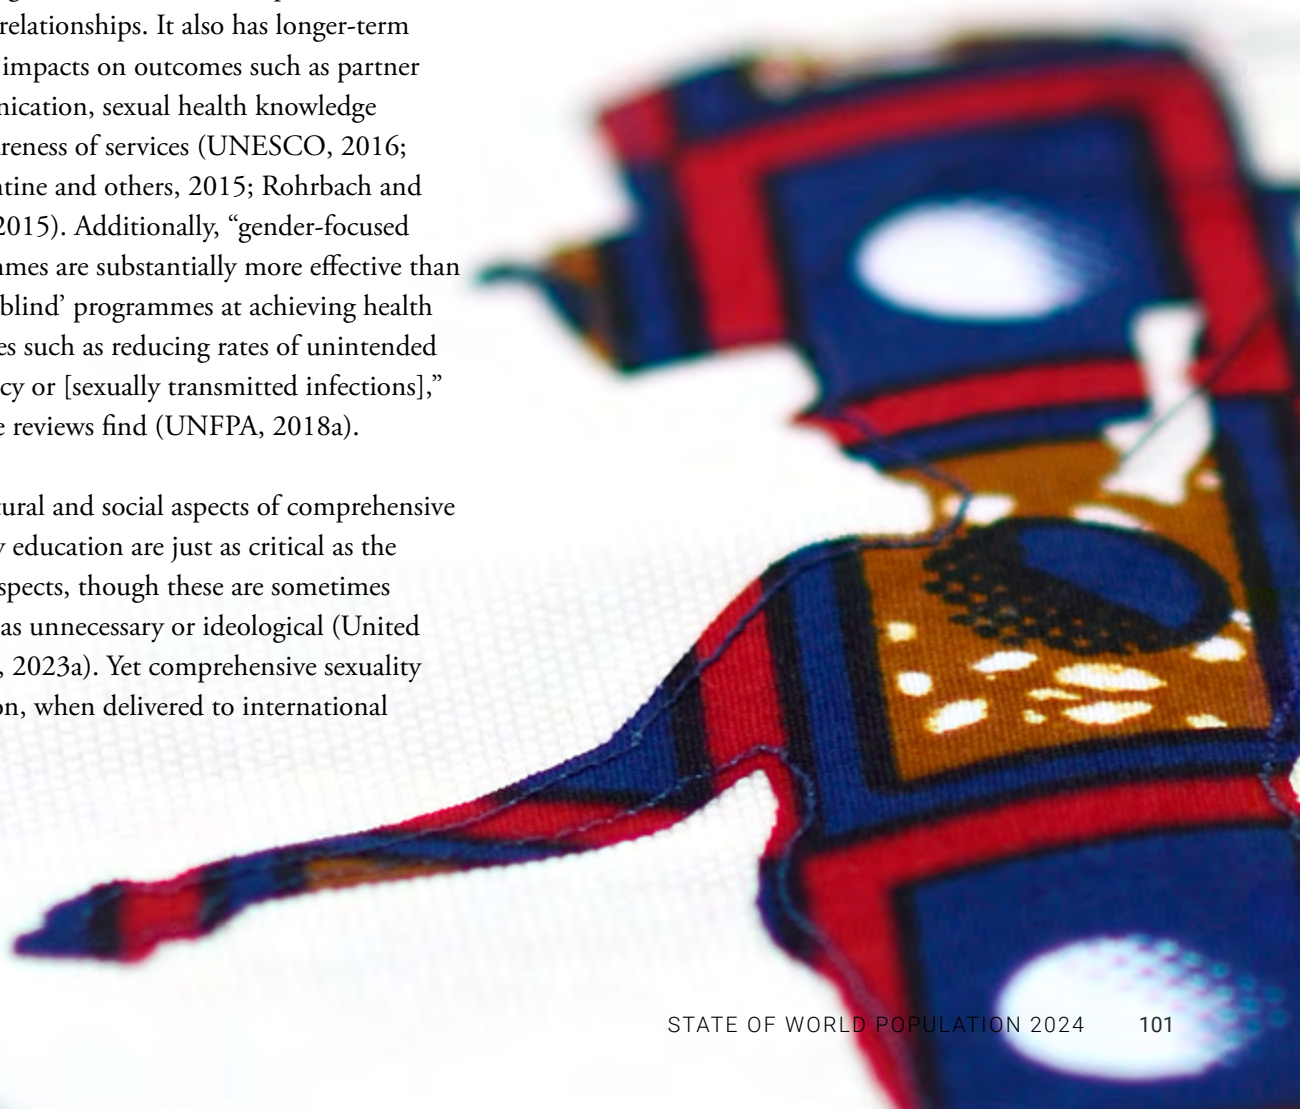 relationships. It also has longer-term
impacts on outcomes such as partner
nication, sexual health knowledge
reness of services (UNESCO, 2016;
ntine and others, 2015; Rohrbach and
2015). Additionally, “gender-focused
nmes are substantially more effective than
blind’ programmes at achieving health
es such as reducing rates of unintended
cy or [sexually transmitted infections],”
e reviews find (UNFPA, 2018a).
tural and social aspects of comprehensive
y education are just as critical as the
spects, though these are sometimes
as unnecessary or ideological (United
, 2023a). Yet comprehensive sexuality
on, when delivered to international
STATE OF WORLD POPULATION 2024 101